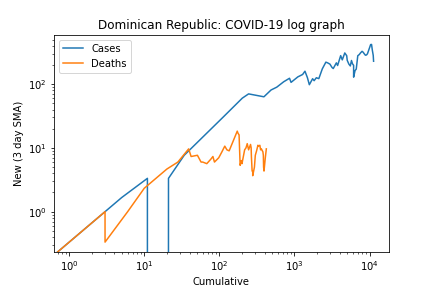 Dominican Republic: COVID-19 log graph
Cases
Deaths
New (3 day SMA)
10²
10¹
10⁰
10⁰ 10¹ 10² 10³ 10⁴
Cumulative